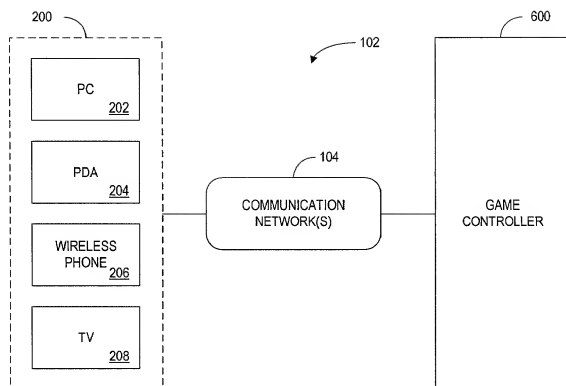 200
600
102
PC
202
PDA
204
104
COMMUNICATION
NETWORK(S)
GAME
CONTROLLER
WIRELESS
PHONE
206
TV
208